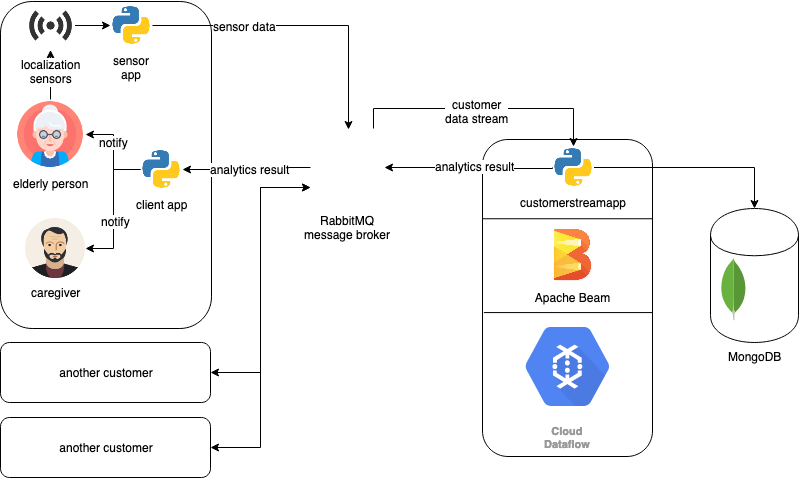 sensor data
localization
sensors
sensor
app
customer
data stream
notify
elderly person
client app
analytics result
analytics result
customerstreamapp
notify
RabbitMQ
message broker
caregiver
Apache Beam
MongoDB
another customer
Cloud
Dataflow
another customer